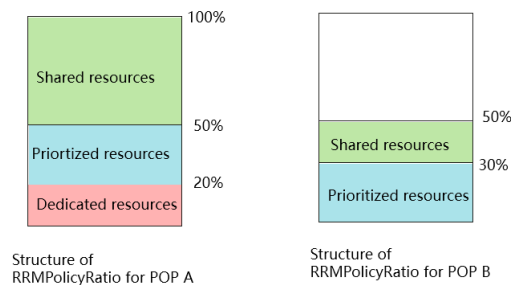 100%
Shared resources
50%
Priortized resources
20%
Dedicated resources
Structure of
RRMPolicyRatio for POP A
50%
Shared resources
30%
Prioritized resources
Structure of
RRMPolicyRatio for POP B